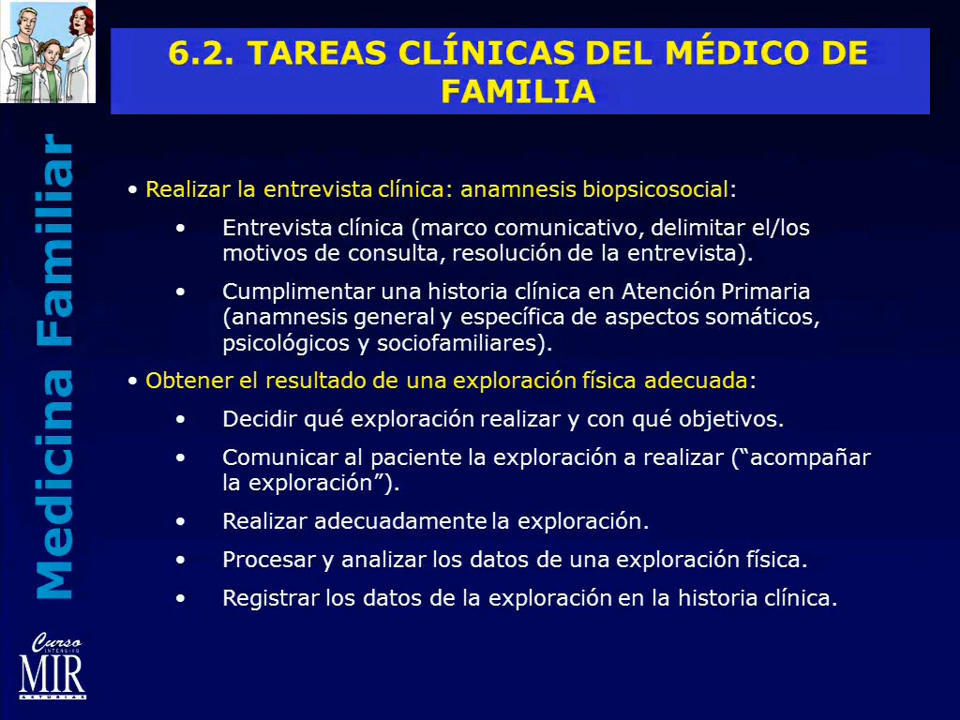 6.2. TAREAS CLÍNICAS DEL MÉDICO DE
FAMILIA
Medicina Familiar
• Realizar la entrevista clínica: anamnesis biopsicosocial:
• Entrevista clínica (marco comunicativo, delimitar el/los
motivos de consulta, resolución de la entrevista).
• Cumplimentar una historia clínica en Atención Primaria
(anamnesis general y específica de aspectos somáticos,
psicológicos y sociofamiliares).
• Obtener el resultado de una exploración física adecuada:
• Decidir qué exploración realizar y con qué objetivos.
• Comunicar al paciente la exploración a realizar (“acompañar
la exploración”).
• Realizar adecuadamente la exploración.
• Procesar y analizar los datos de una exploración física.
• Registrar los datos de la exploración en la historia clínica.
Curso
INTENSIVO
MIR
ASTURIAS